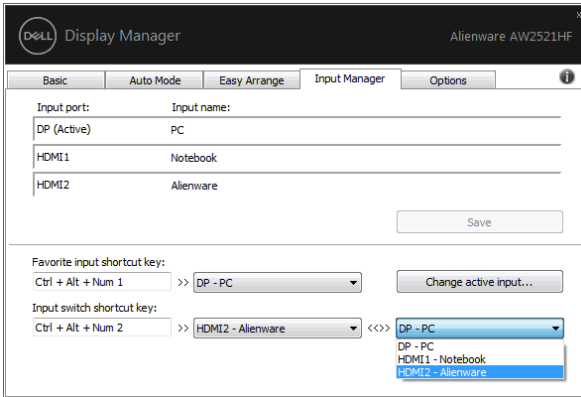 DELL Display Manager Alienware AW2521HF
Basic Auto Mode Easy Arrange Input Manager Options i
Input port: Input name:
DP (Active) PC
HDMI1 Notebook
HDMI2 Alienware
Save
Favorite input shortcut key:
Ctrl + Alt + Num 1 >> DP - PC Change active input...
Input switch shortcut key:
Ctrl + Alt + Num 2 >> HDMI2 - Alienware <<>> DP - PC
DP - PC
HDMI1 - Notebook
HDMI2 - Alienware